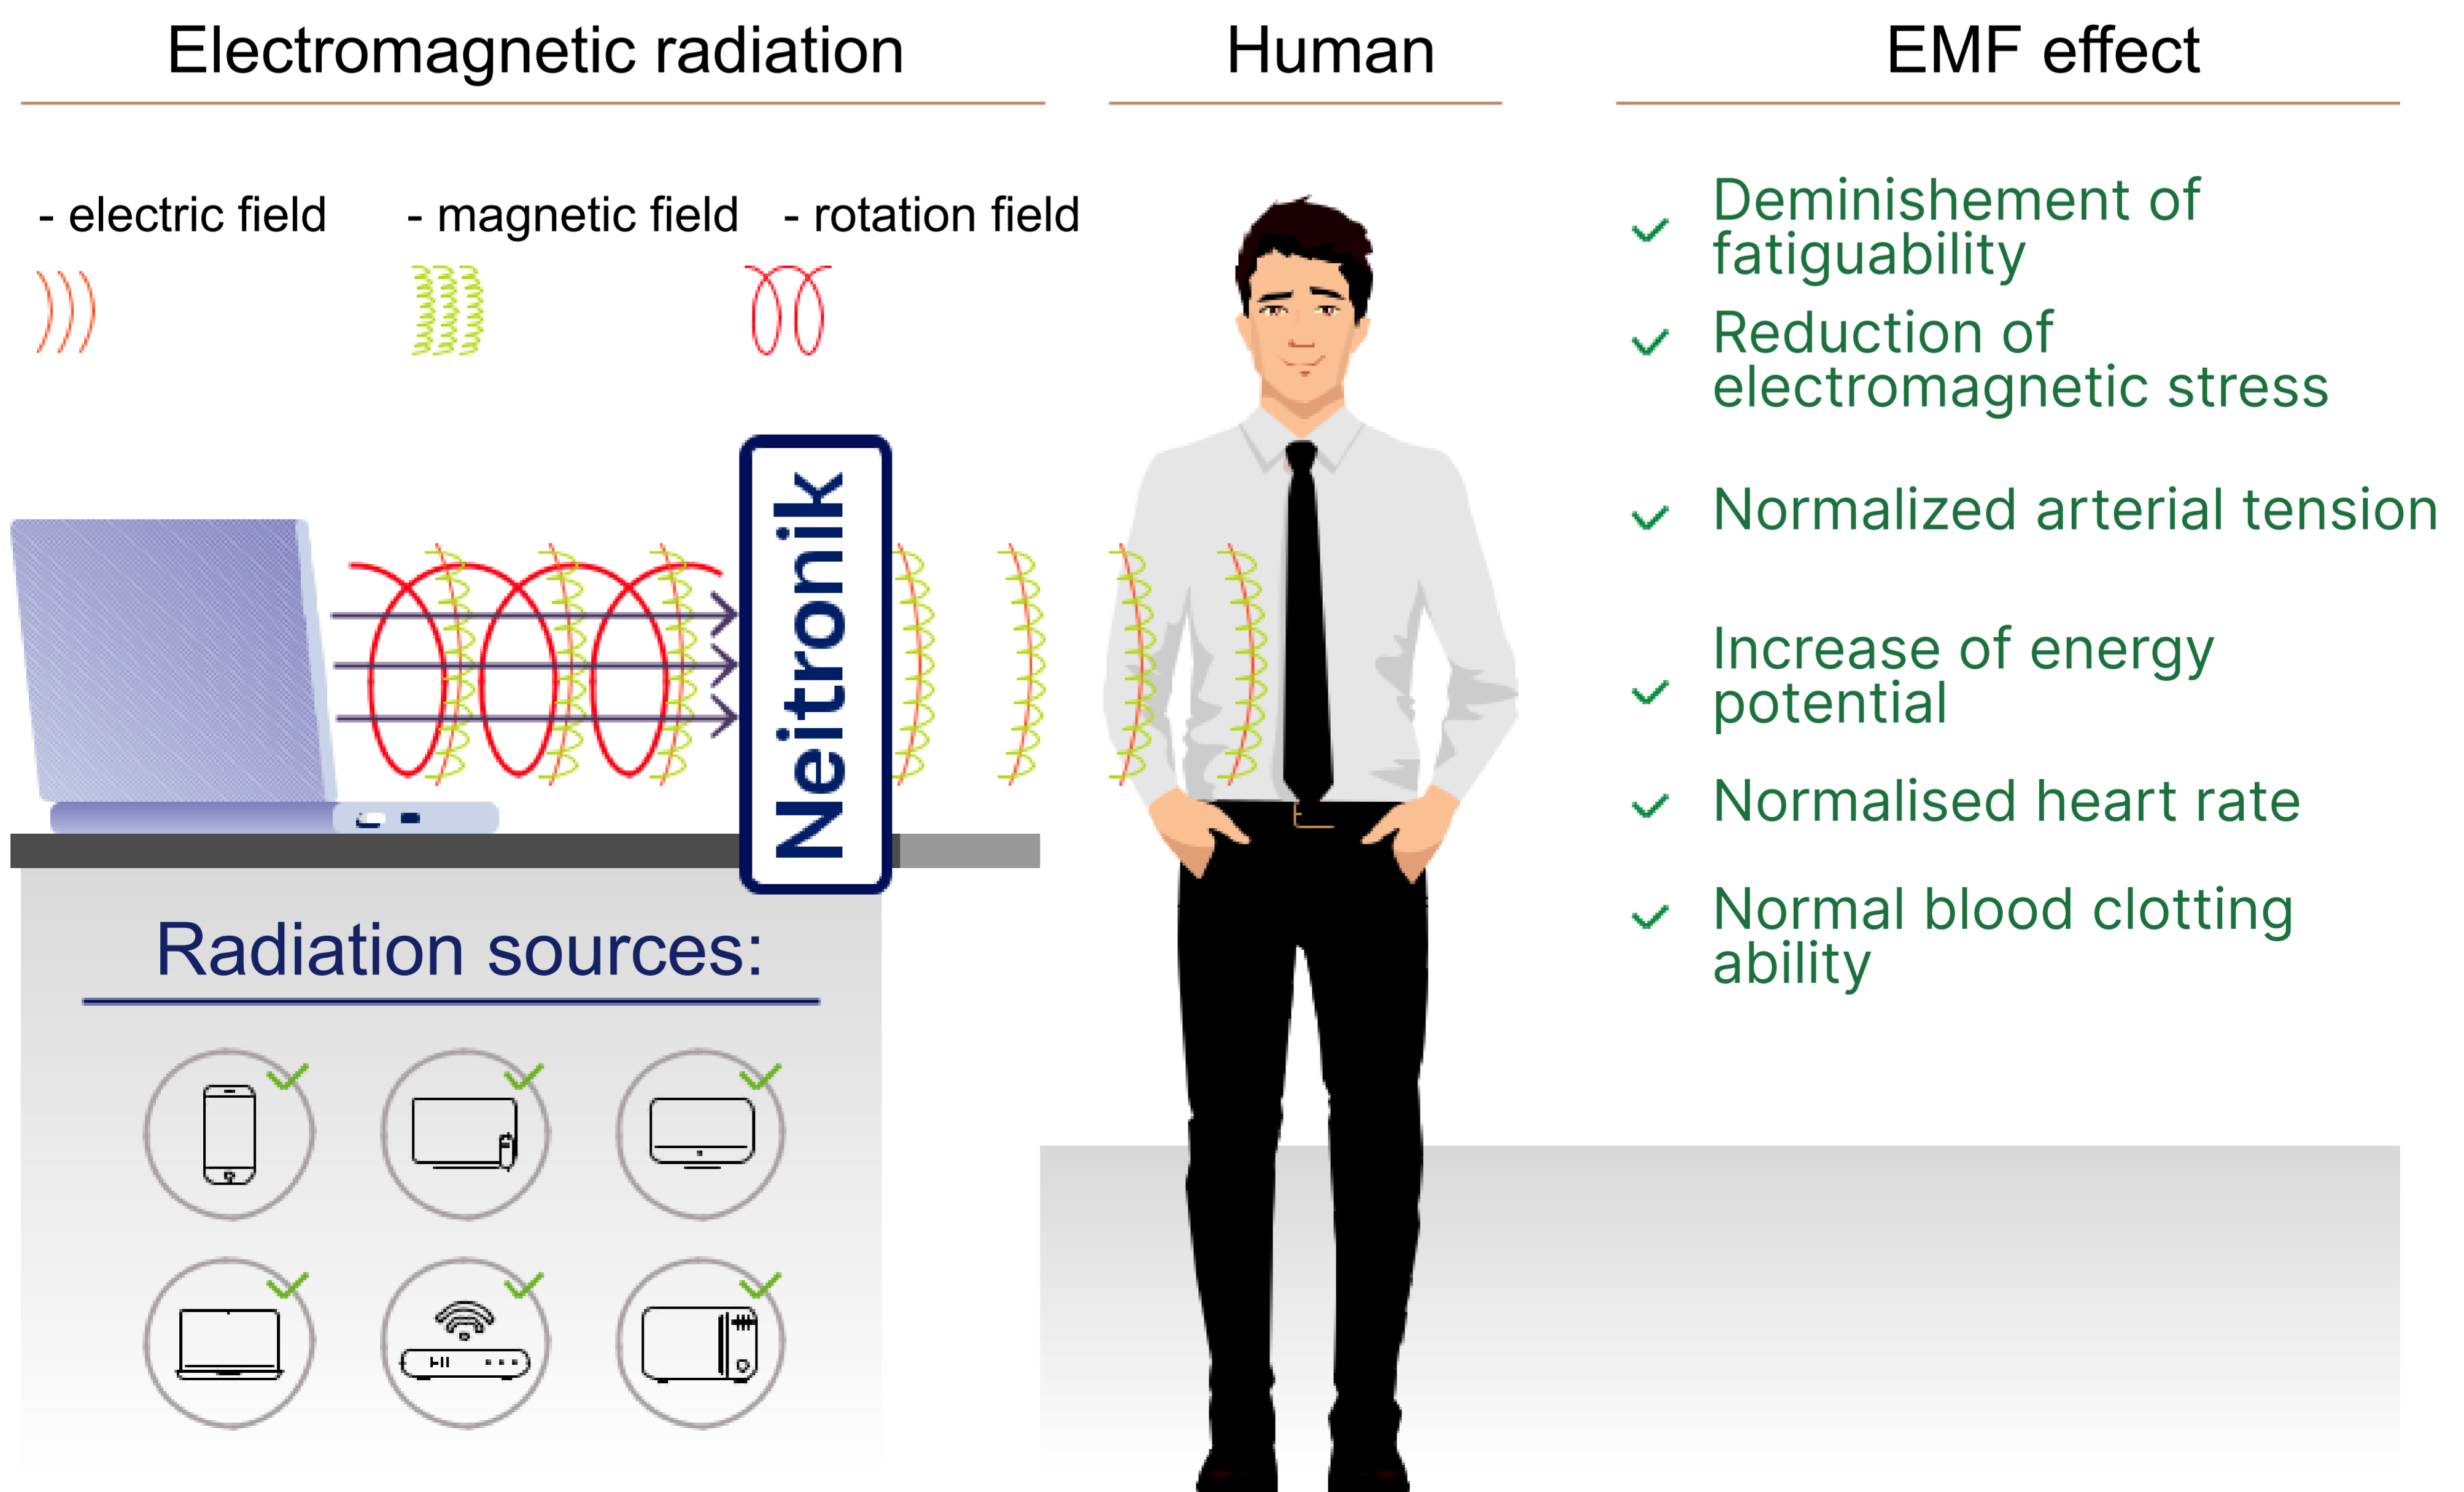 Electromagnetic radiation
Human
EMF effect
- electric field
- magnetic field
- rotation field
Deminishement of
fatiguability
Reduction of
electromagnetic stress
Normalized arterial tension
Increase of energy
potential
Normalised heart rate
Normal blood clotting
ability
Neitronik
Radiation sources: